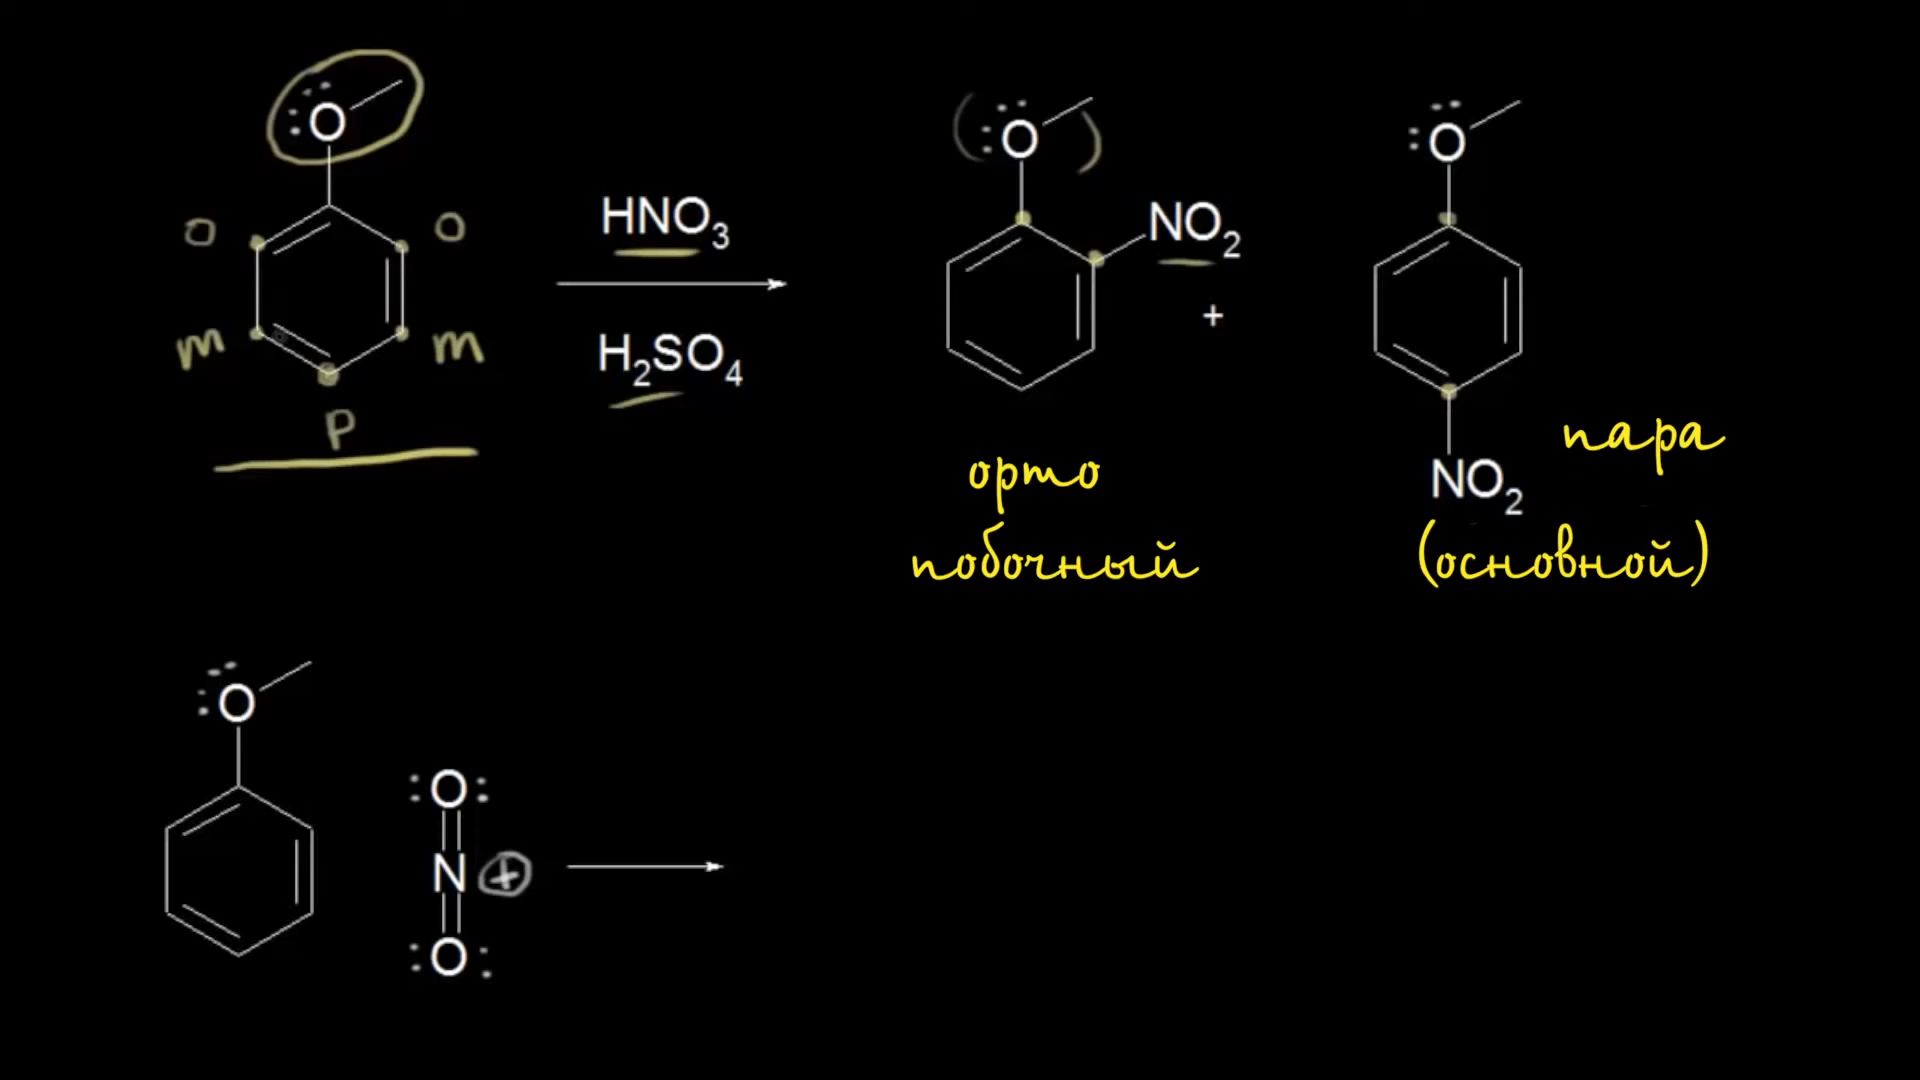 :O
o
o
m
m
p
HNO3
H2SO4
(:O)
NO2
+
орто
побочный
:O
NO2
пара
(основной)
:O
:O:
N+
:O: